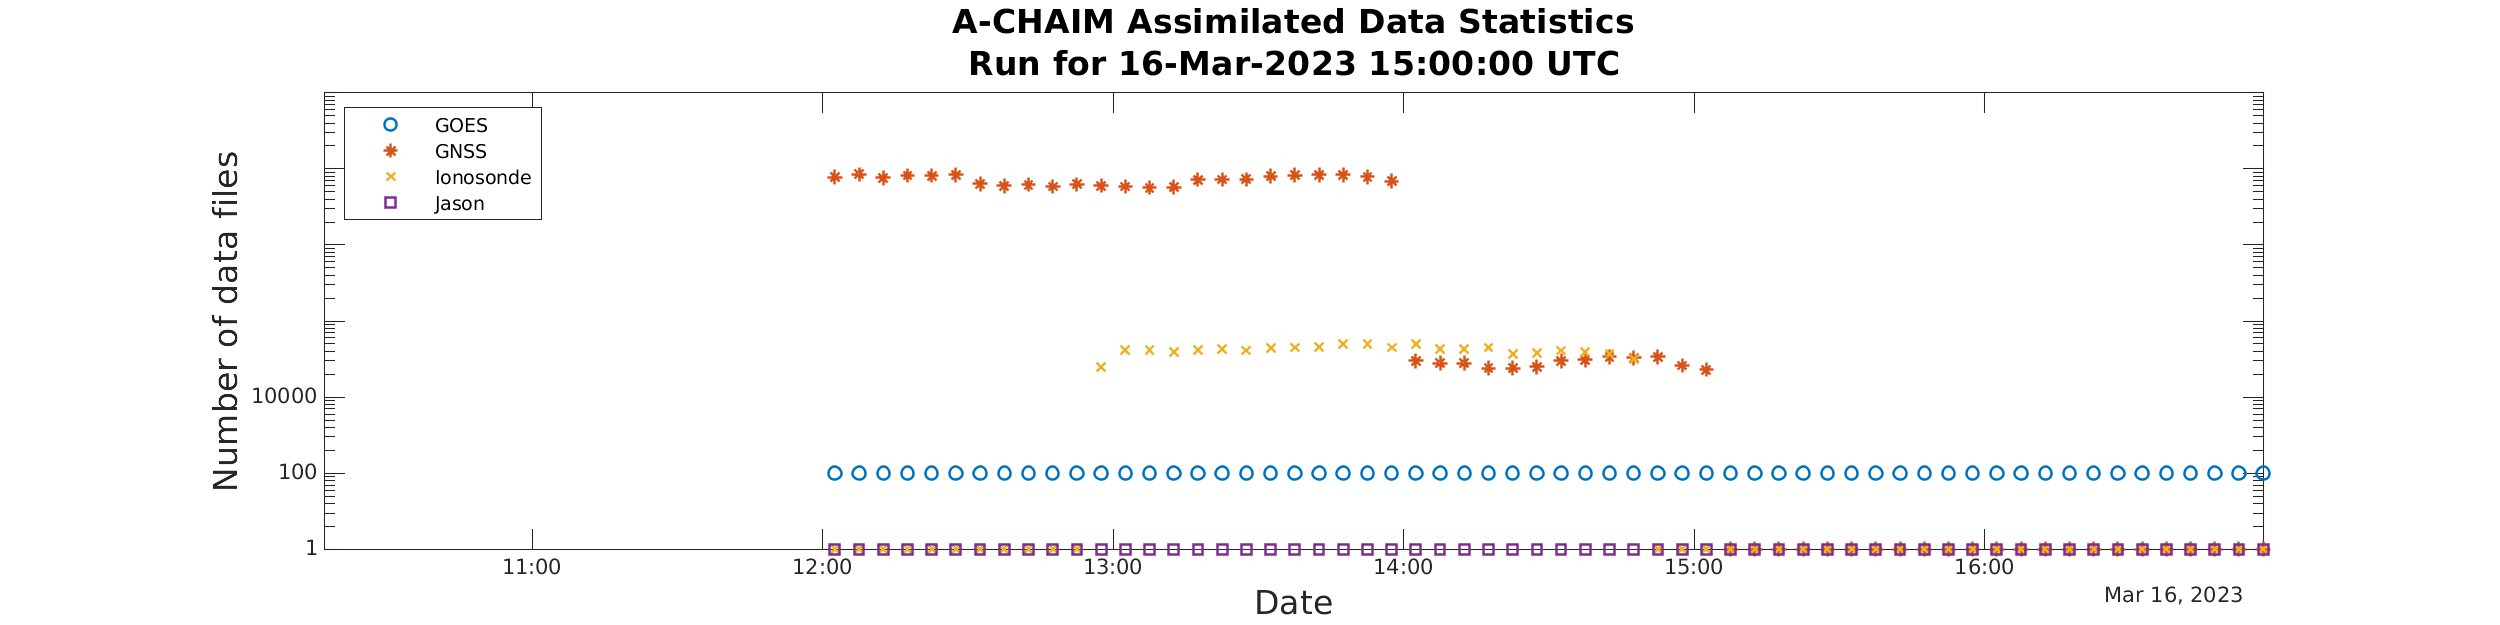 A-CHAIM Assimilated Data Statistics
Run for 16-Mar-2023 15:00:00 UTC
GOES
GNSS
Ionosonde
Jason
Number of data files
10000
100
1
11:00 12:00 13:00 14:00 15:00 16:00
Mar 16, 2023
Date